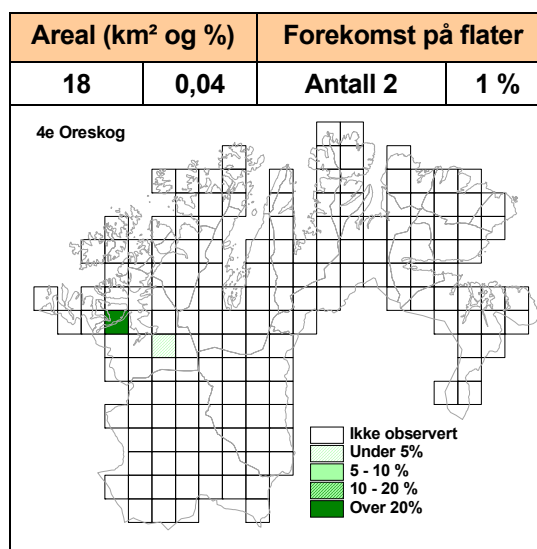 Areal (km² og %) Forekomst på flater
18 0,04 Antall 2 1 %
4e Oreskog
Ikke observert
Under 5%
5 - 10 %
10 - 20 %
Over 20%